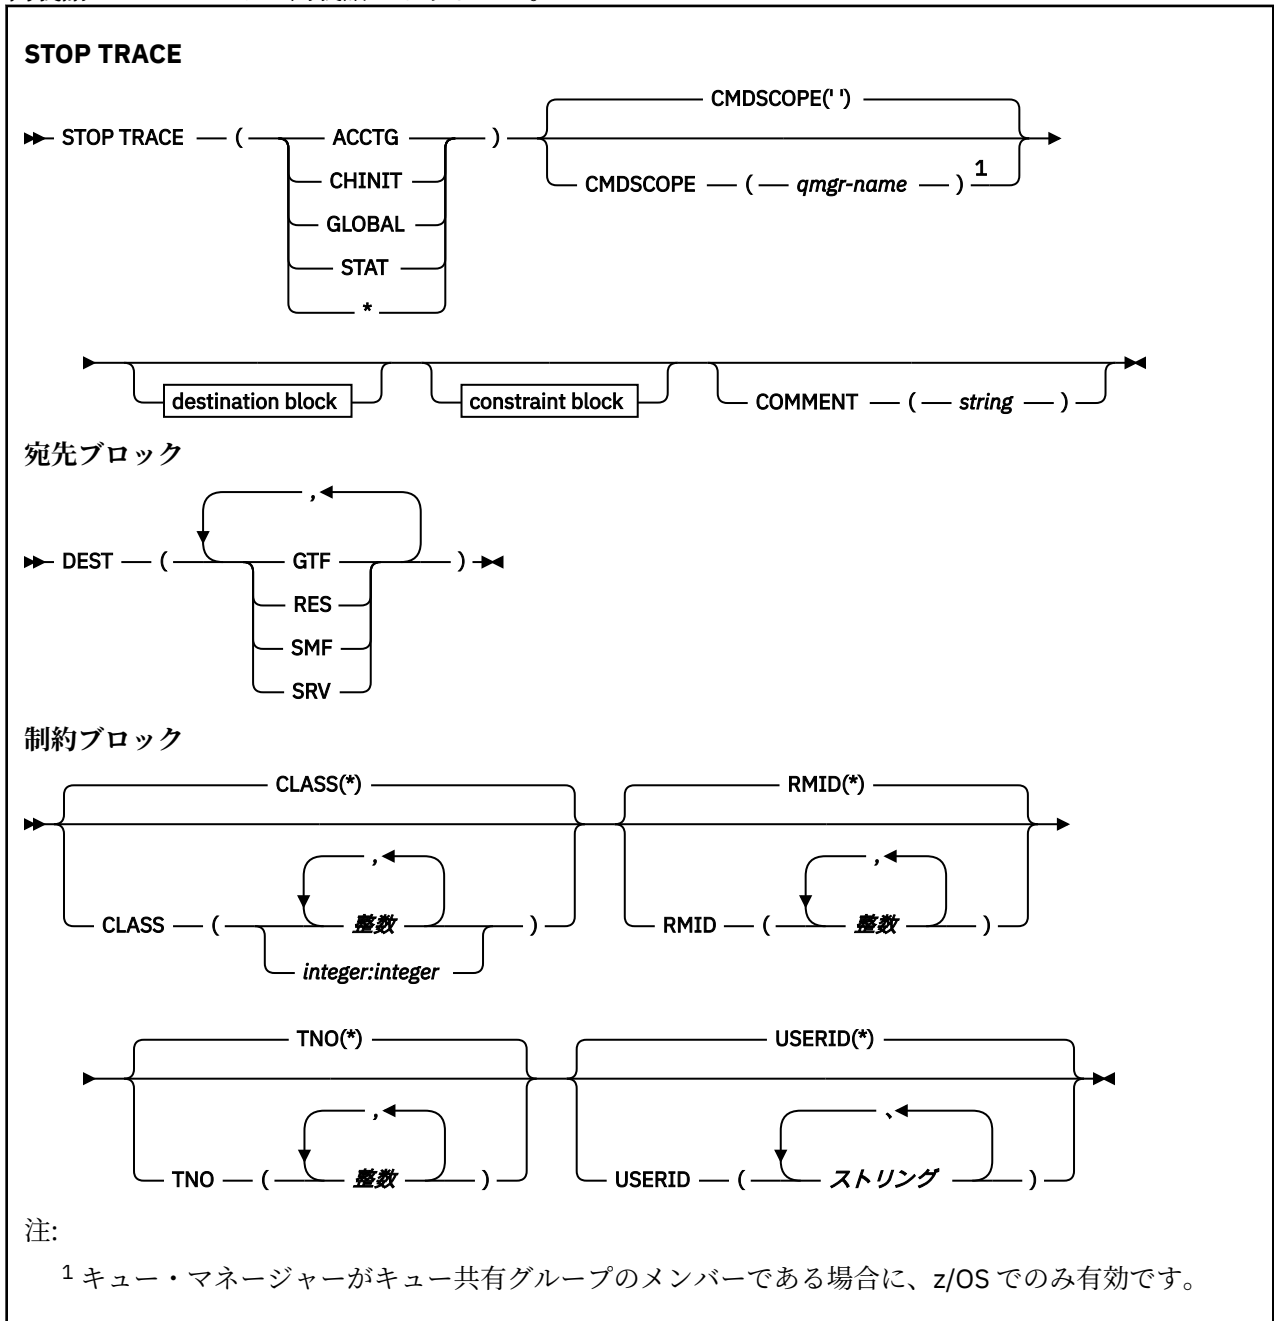 STOP TRACE
CMDSCOPE(' ')
STOP TRACE ( ACCTG )
CHINIT
GLOBAL
STAT
*
CMDSCOPE ( qmgr-name ) 1
destination block
constraint block
COMMENT ( string )
宛先ブロック
,
DEST ( GTF )
RES
SMF
SRV
制約ブロック
CLASS(*)
RMID(*)
,
CLASS ( 整数 )
integer:integer
,
RMID ( 整数 )
TNO(*)
USERID(*)
,
TNO ( 整数 )
、
USERID ( ストリング )
注:
1 キュー・マネージャーがキュー共有グループのメンバーである場合に、z/OS でのみ有効です。